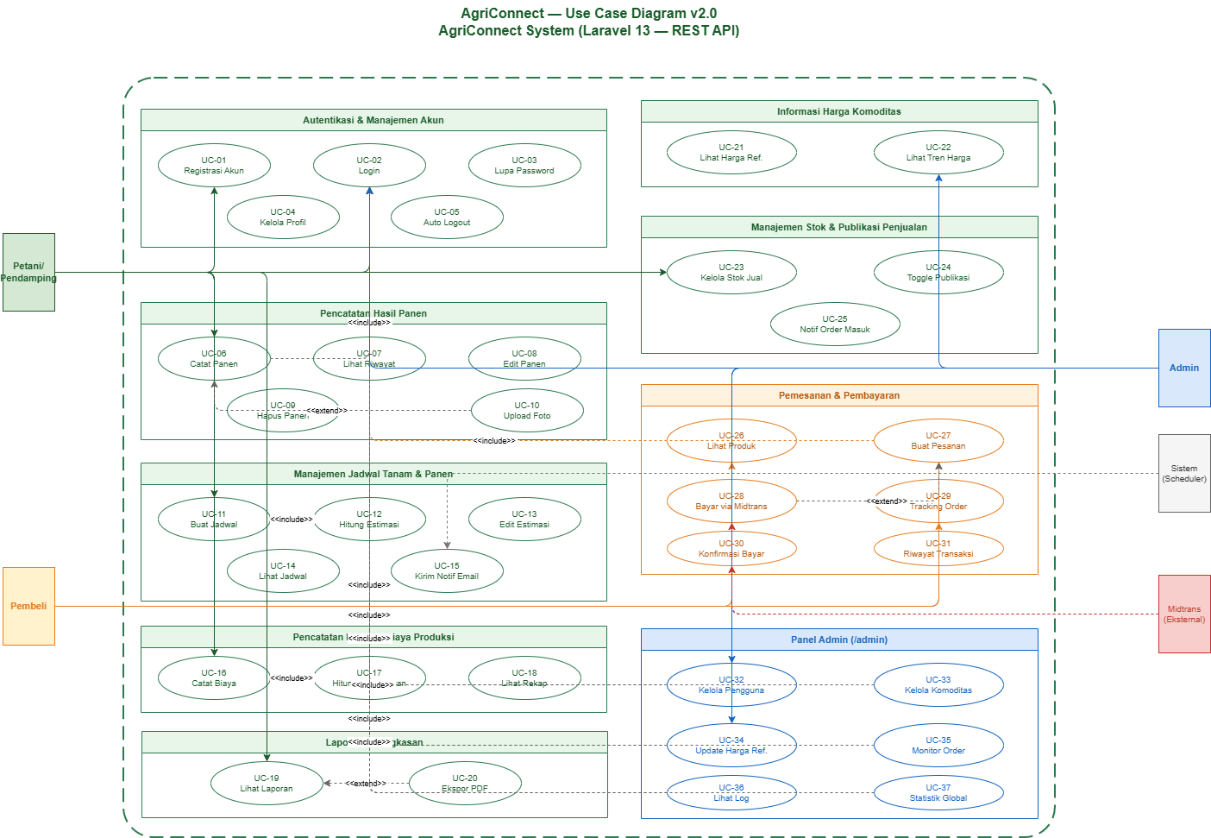 AgriConnect — Use Case Diagram v2.0
AgriConnect System (Laravel 13 — REST API)
Autentikasi & Manajemen Akun
UC-01
Registrasi Akun
UC-02
Login
UC-03
Lupa Password
UC-04
Kelola Profil
UC-05
Auto Logout
Informasi Harga Komoditas
UC-21
Lihat Harga Ref.
UC-22
Lihat Tren Harga
Manajemen Stok & Publikasi Penjualan
UC-23
Kelola Stok Jual
UC-24
Toggle Publikasi
UC-25
Notif Order Masuk
Petani/
Pendamping
Pencatatan Hasil Panen
<<include>>
UC-06
Catat Panen
UC-07
Lihat Riwayat
UC-08
Edit Panen
UC-09
Hapus Panen
<<extend>>
UC-10
Upload Foto
Admin
Pemesanan & Pembayaran
<<include>>
UC-26
Lihat Produk
UC-27
Buat Pesanan
UC-28
Bayar via Midtrans
<<extend>>
UC-29
Tracking Order
UC-30
Konfirmasi Bayar
UC-31
Riwayat Transaksi
Sistem
(Scheduler)
Manajemen Jadwal Tanam & Panen
UC-11
Buat Jadwal
<<include>>
UC-12
Hitung Estimasi
UC-13
Edit Estimasi
UC-14
Lihat Jadwal
UC-15
Kirim Notif Email
<<include>>
Pembeli
<<include>>
Midtrans
(Eksternal)
Pencatatan
<<include>>
iaya Produksi
UC-16
Catat Biaya
<<include>>
UC-17
<<include>>
UC-18
Lihat Rekap
<<include>>
<<include>>
UC-19
Lihat Laporan
<<extend>>
UC-20
Ekspor PDF
Panel Admin (/admin)
UC-32
Kelola Pengguna
UC-33
Kelola Komoditas
UC-34
Update Harga Ref.
UC-35
Monitor Order
UC-36
Lihat Log
UC-37
Statistik Global